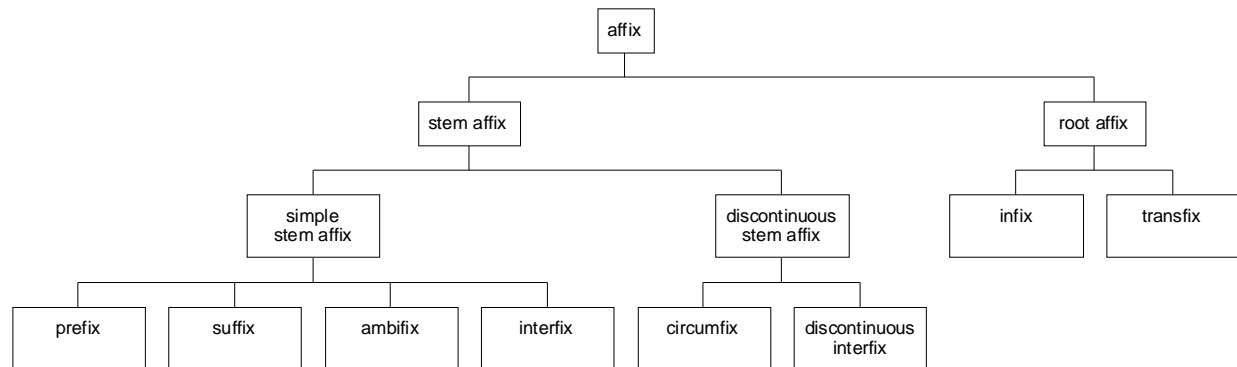 affix
stem affix
root affix
simple
stem affix
discontinuous
stem affix
infix
transfix
prefix
suffix
ambifix
interfix
circumfix
discontinuous
interfix